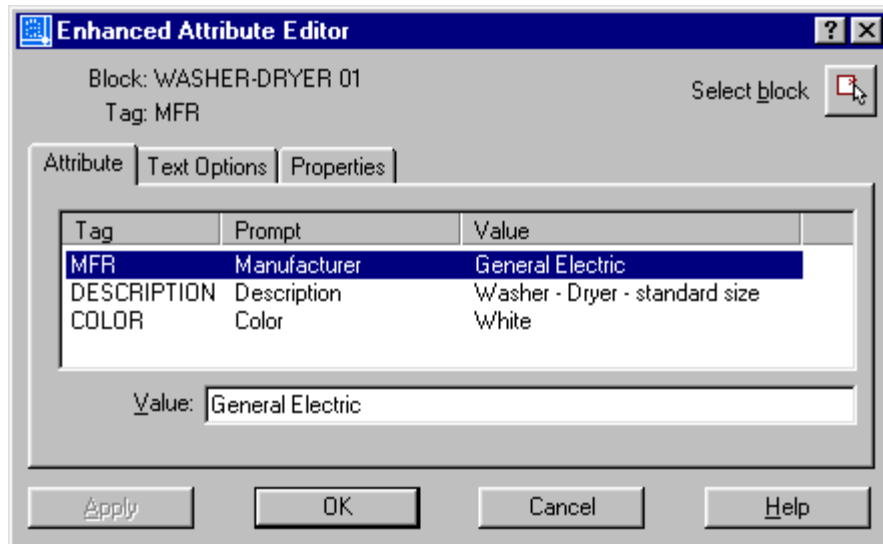 Enhanced Attribute Editor
Block: WASHER-DRYER 01
Tag: MFR
Select block
Attribute Text Options Properties
Tag Prompt Value
MFR Manufacturer General Electric
DESCRIPTION Description Washer - Dryer - standard size
COLOR Color White
Value: General Electric
Apply OK Cancel Help